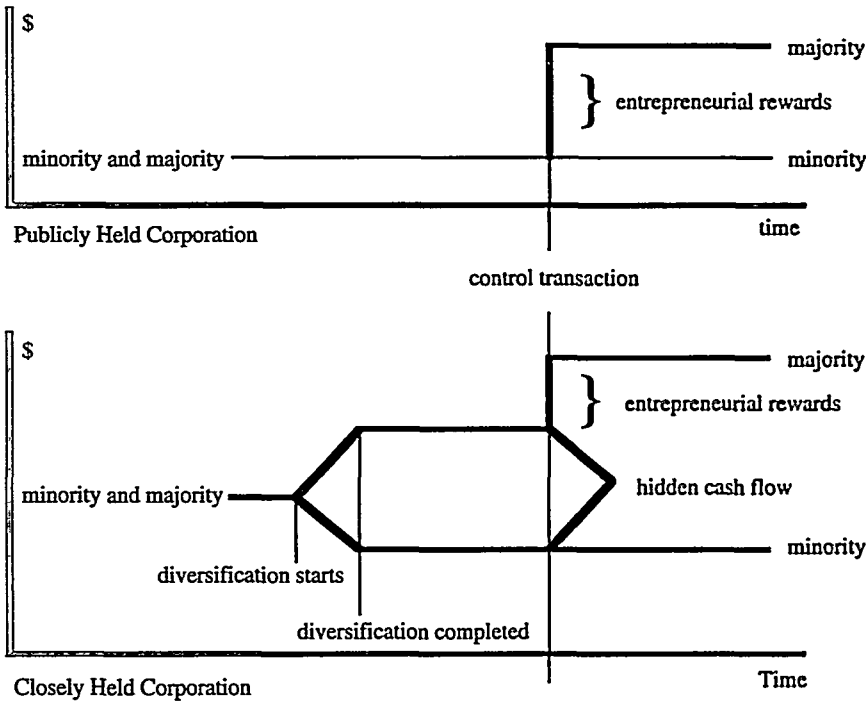 $
majority
} entrepreneurial rewards
minority and majority
minority
time
Publicly Held Corporation
control transaction
$
majority
} entrepreneurial rewards
minority and majority
hidden cash flow
minority
diversification starts
diversification completed
Time
Closely Held Corporation